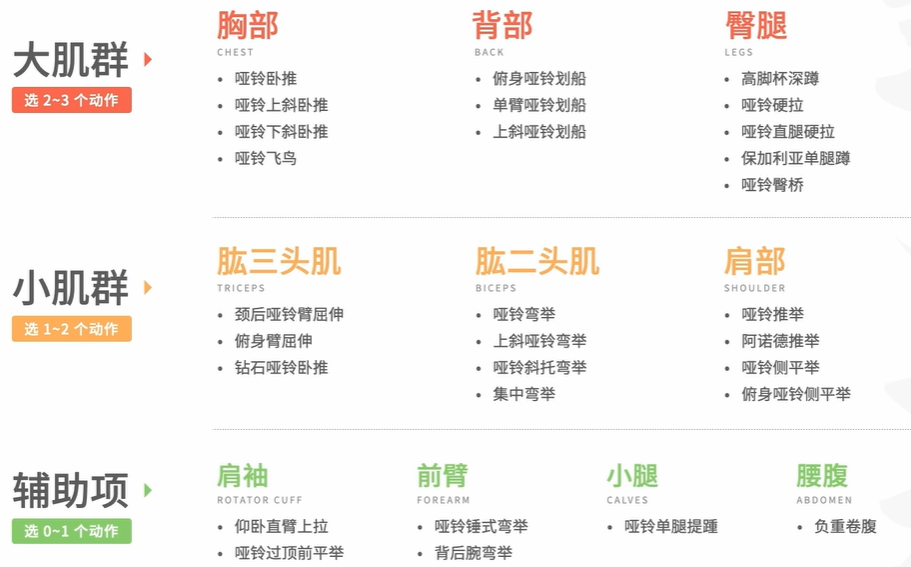 大肌群
选 2~3 个动作
胸部
CHEST
哑铃卧推
哑铃上斜卧推
哑铃下斜卧推
哑铃飞鸟
背部
BACK
俯身哑铃划船
单臂哑铃划船
上斜哑铃划船
臀腿
LEGS
高脚杯深蹲
哑铃硬拉
哑铃直腿硬拉
保加利亚单腿蹲
哑铃臀桥
小肌群
选 1~2 个动作
肱三头肌
TRICEPS
颈后哑铃臂屈伸
俯身臂屈伸
钻石哑铃卧推
肱二头肌
BICEPS
哑铃弯举
上斜哑铃弯举
哑铃斜托弯举
集中弯举
肩部
SHOULDER
哑铃推举
阿诺德推举
哑铃侧平举
俯身哑铃侧平举
辅助项
选 0~1 个动作
肩袖
ROTATOR CUFF
仰卧直臂上拉
哑铃过顶前平举
前臂
FOREARM
哑铃锤式弯举
背后腕弯举
小腿
CALVES
哑铃单腿提踵
腰腹
ABDOMEN
负重卷腹